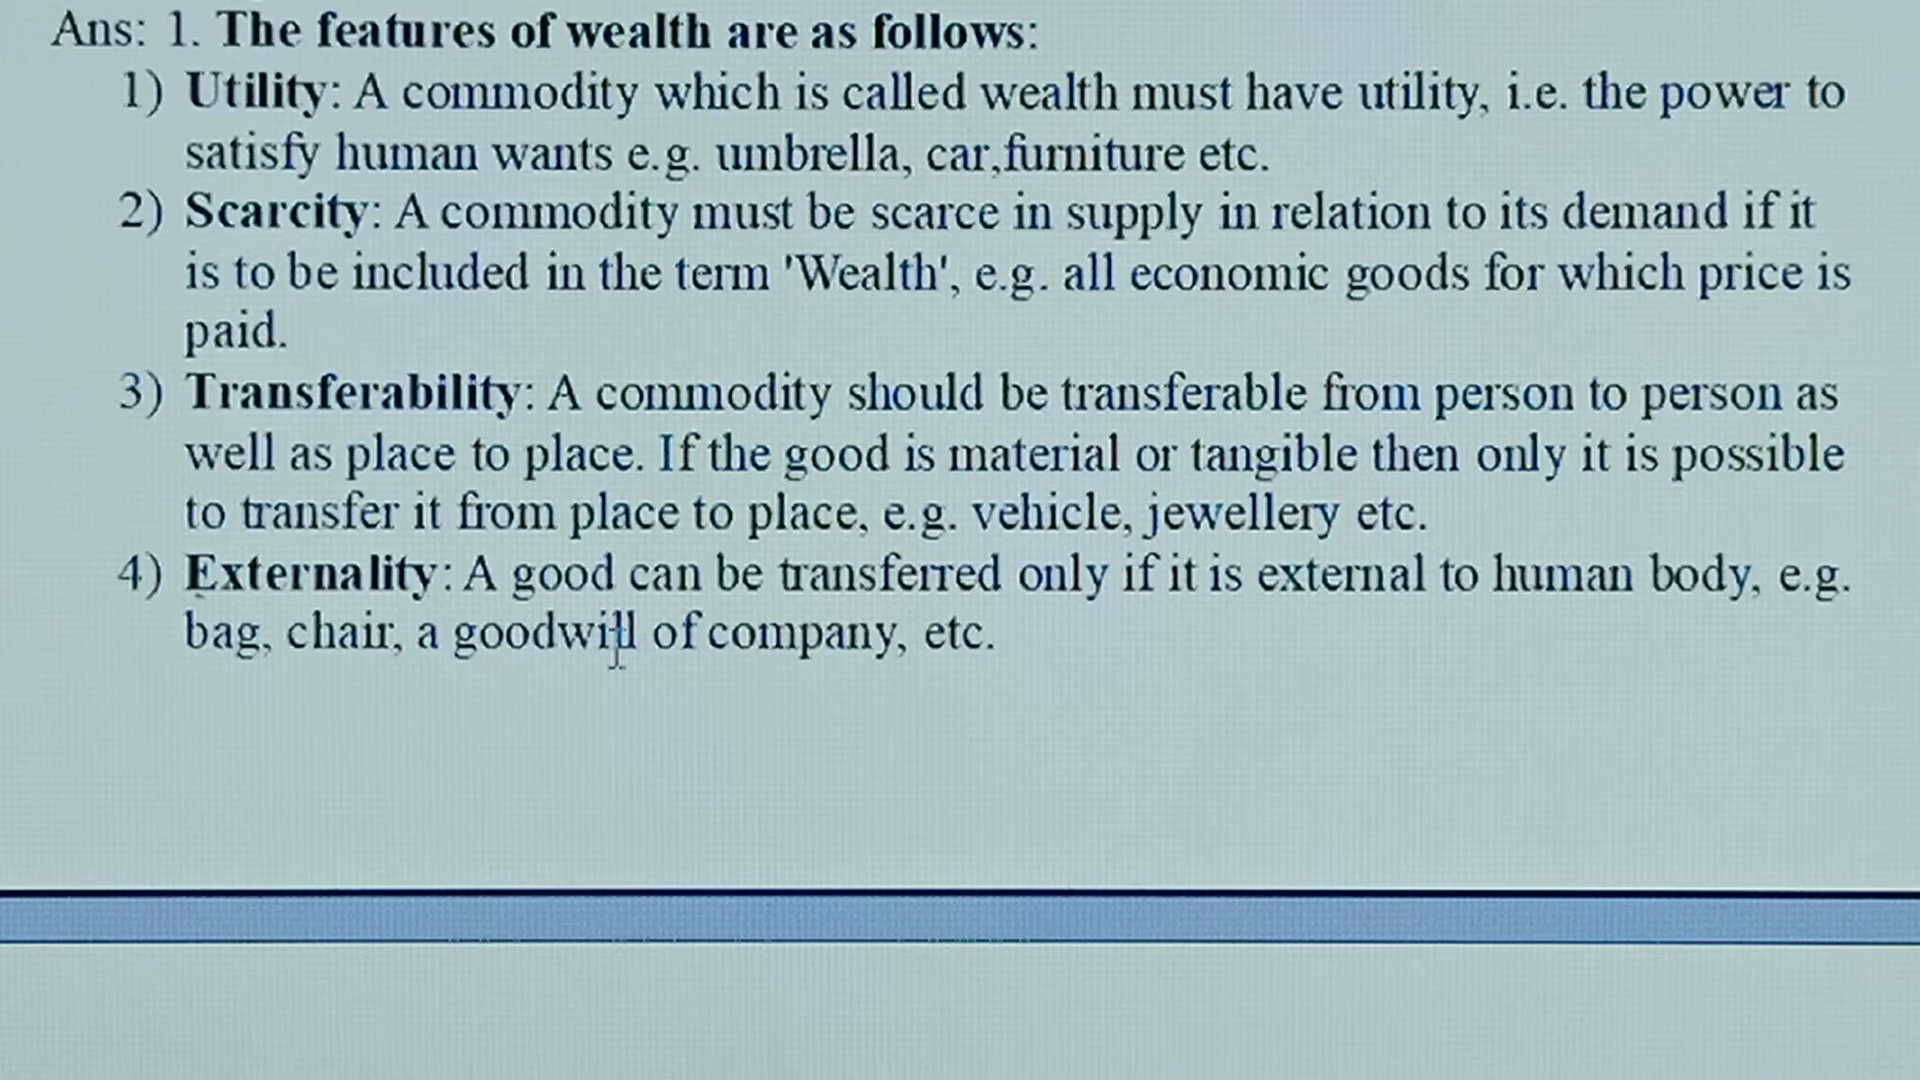 Ans: 1. The features of wealth are as follows:
1) Utility: A commodity which is called wealth must have utility, i.e. the power to
satisfy human wants e.g. umbrella, car,furniture etc.
2) Scarcity: A commodity must be scarce in supply in relation to its demand if it
is to be included in the term 'Wealth', e.g. all economic goods for which price is
paid.
3) Transferability: A commodity should be transferable from person to person as
well as place to place. If the good is material or tangible then only it is possible
to transfer it from place to place, e.g. vehicle, jewellery etc.
4) Externality: A good can be transferred only if it is external to human body, e.g.
bag, chair, a goodwill of company, etc.